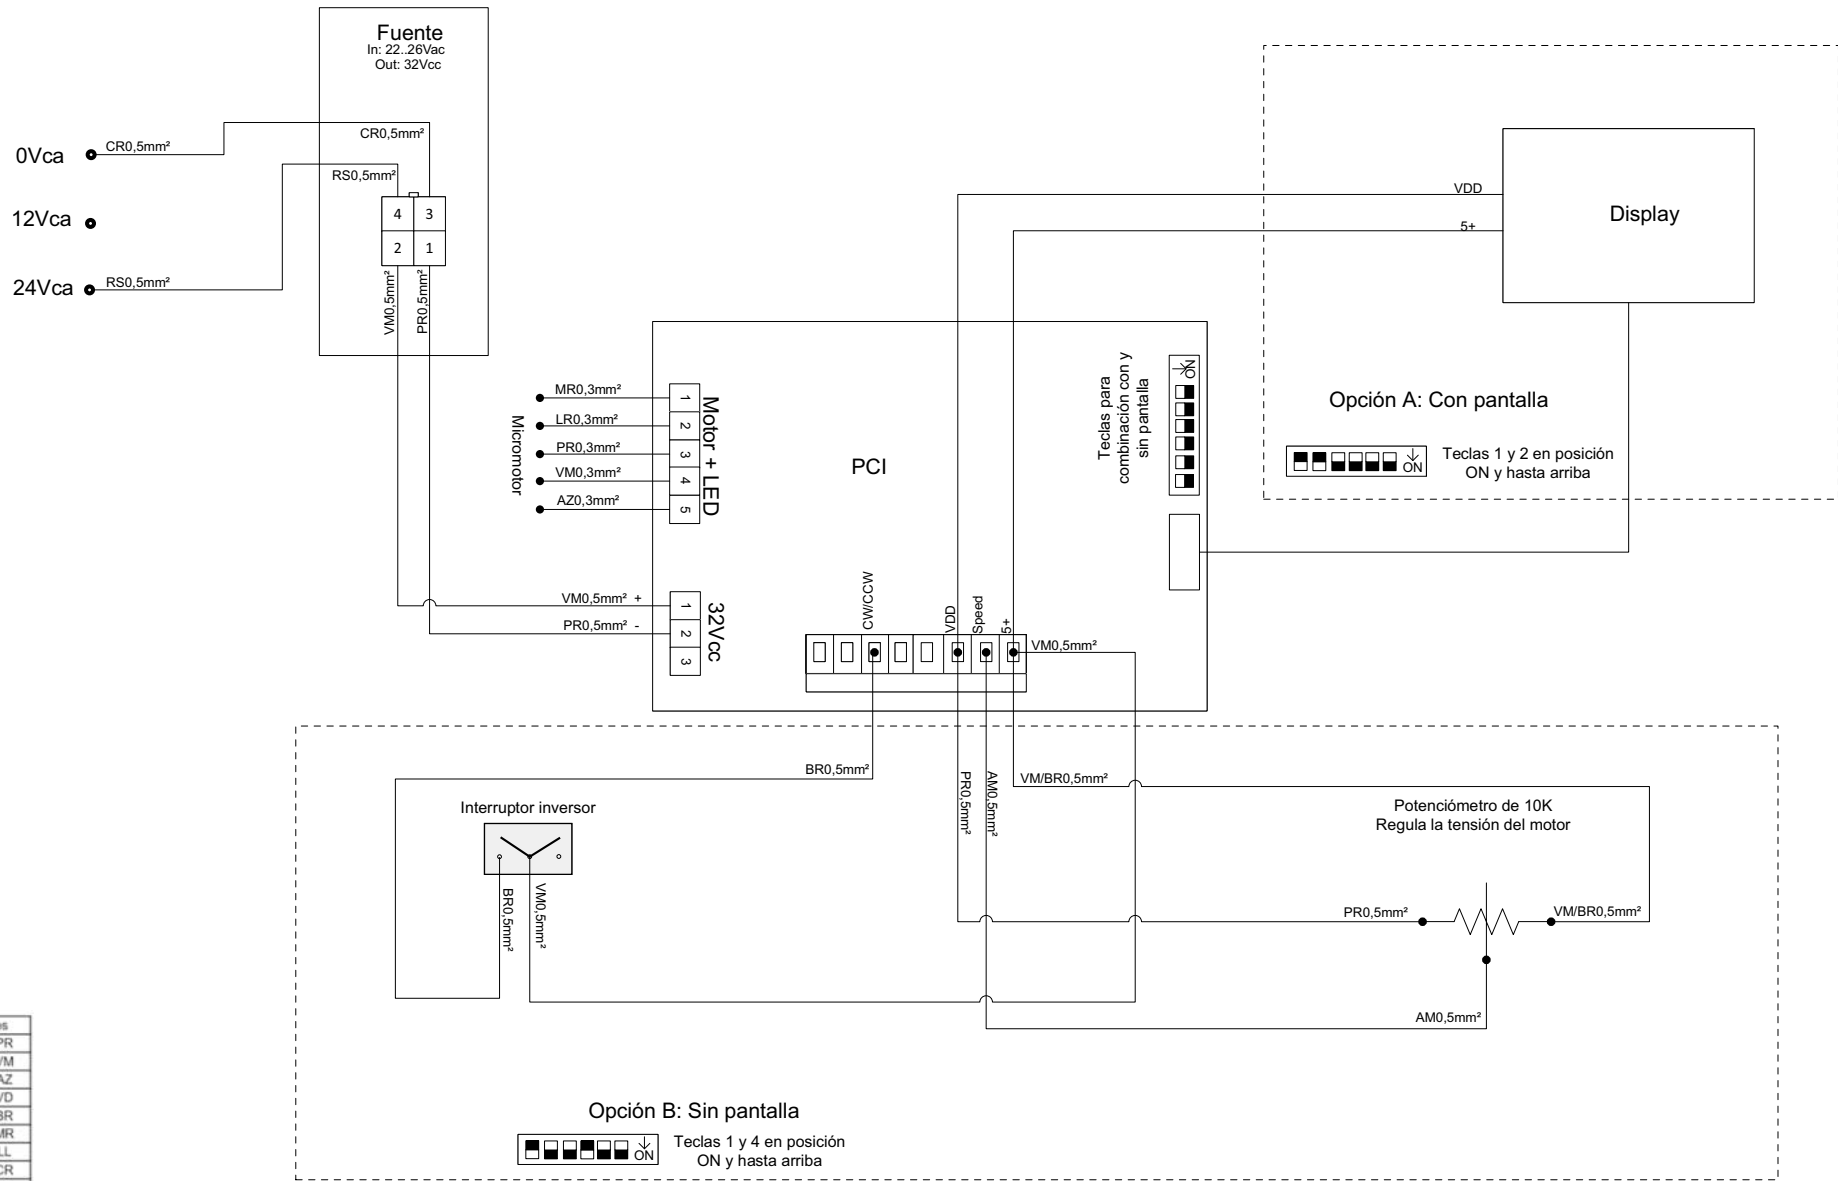 Fuente
In: 22..26Vac
Out: 32Vcc
0Vca
CR0,5mm²
CR0,5mm²
RS0,5mm²
12Vca
24Vca
RS0,5mm²
4
3
2
1
VM0,5mm²
PR0,5mm²
VDD
5+
Display
Opción A: Con pantalla
ON
Teclas 1 y 2 en posición
ON y hasta arriba
Micromotor
MR0,3mm²
LR0,3mm²
PR0,3mm²
VM0,3mm²
AZ0,3mm²
1
2
3
4
5
Motor + LED
PCI
Teclas para
combinación con y
sin pantalla
ON
VM0,5mm² +
PR0,5mm² -
1
2
3
32Vcc
CW/CCW
VDD
Speed
5+
VM0,5mm²
BR0,5mm²
PR0,5mm²
AM0,5mm²
VM/BR0,5mm²
Interruptor inversor
BR0,5mm²
VM0,5mm²
Potenciómetro de 10K
Regula la tensión del motor
PR0,5mm²
VM/BR0,5mm²
AM0,5mm²
Opción B: Sin pantalla
ON
Teclas 1 y 4 en posición
ON y hasta arriba